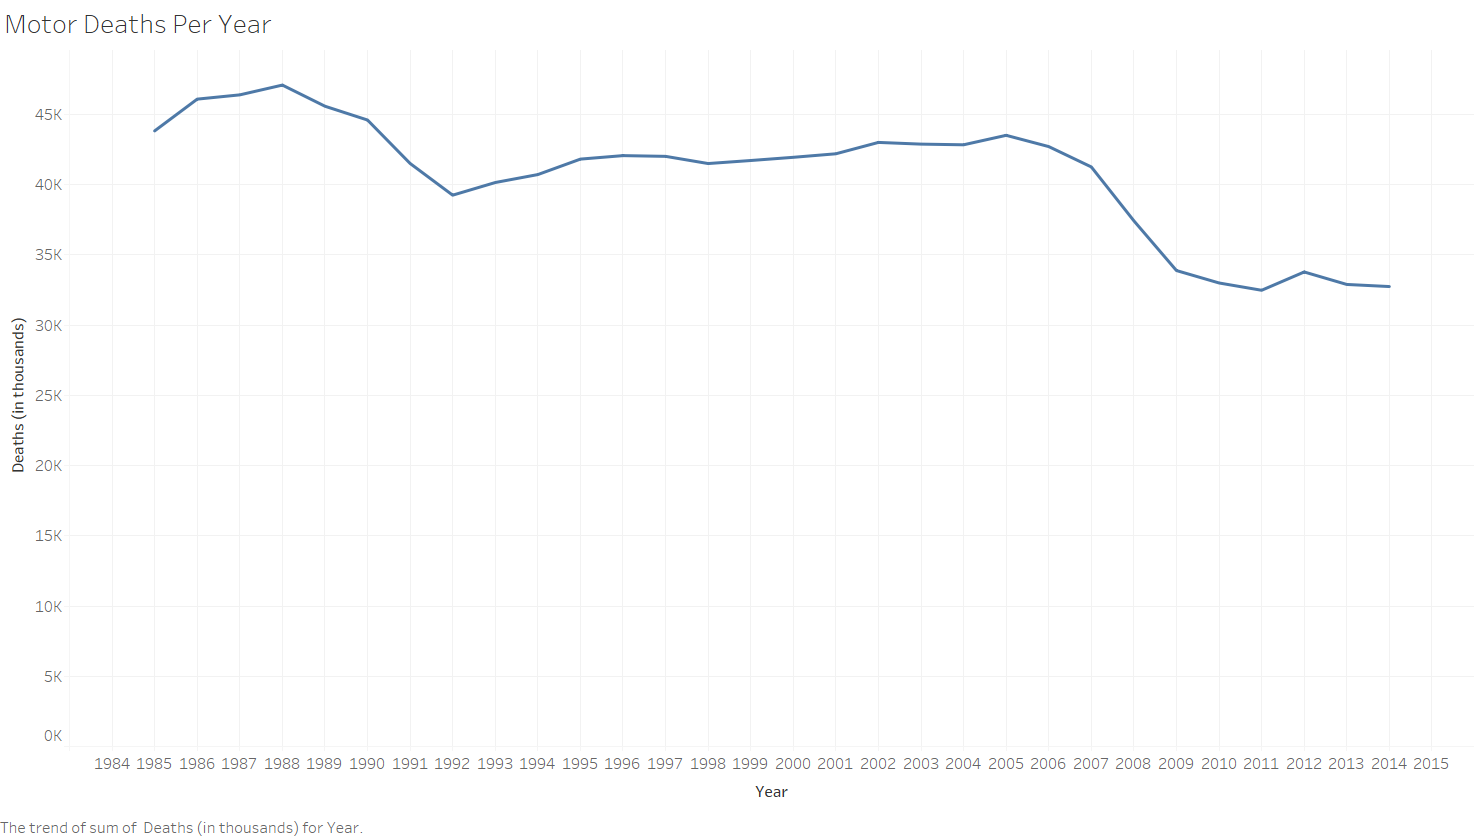 Motor Deaths Per Year
45K
40K
35K
30K
25K
20K
15K
10K
5K
0K
Deaths (in thousands)
1984 1985 1986 1987 1988 1989 1990 1991 1992 1993 1994 1995 1996 1997 1998 1999 2000 2001 2002 2003 2004 2005 2006 2007 2008 2009 2010 2011 2012 2013 2014 2015
Year
The trend of sum of Deaths (in thousands) for Year.